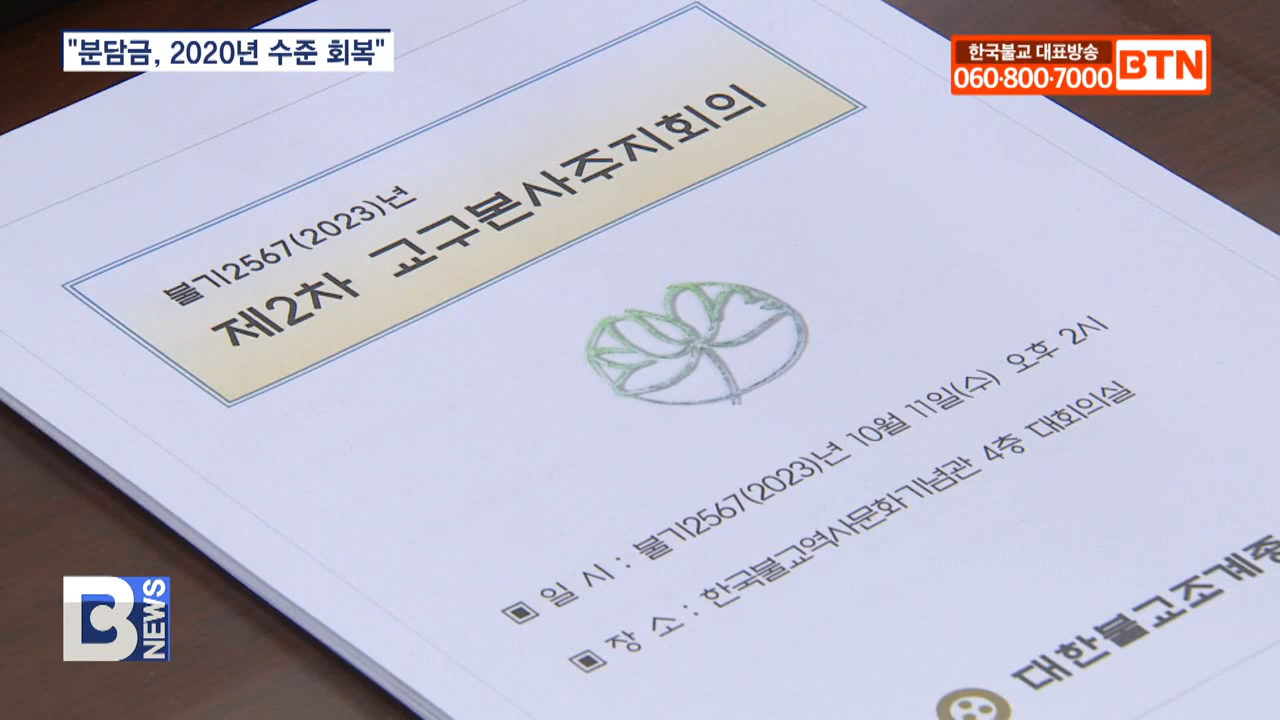 "분담금, 2020년 수준 회복"
한국불교 대표방송
060·800·7000
BTN
불기2567(2023)년
제2차 교구본사주지회의
▣ 일 시 : 불기2567(2023)년 10월 11일(수) 오후 2시
▣ 장 소 : 한국불교역사문화기념관 4층 대회의실
대한불교조계종
B NEWS